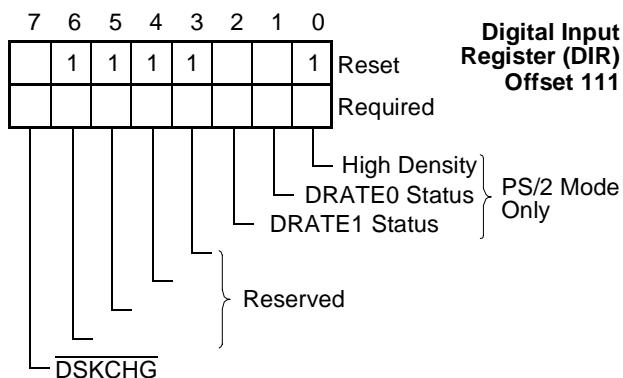 7 6 5 4 3 2 1 0
Digital Input
Register (DIR)
Offset 111
1 1 1 1 1 Reset
Required
High Density
DRATE0 Status
DRATE1 Status
PS/2 Mode
Only
Reserved
DSKCHG